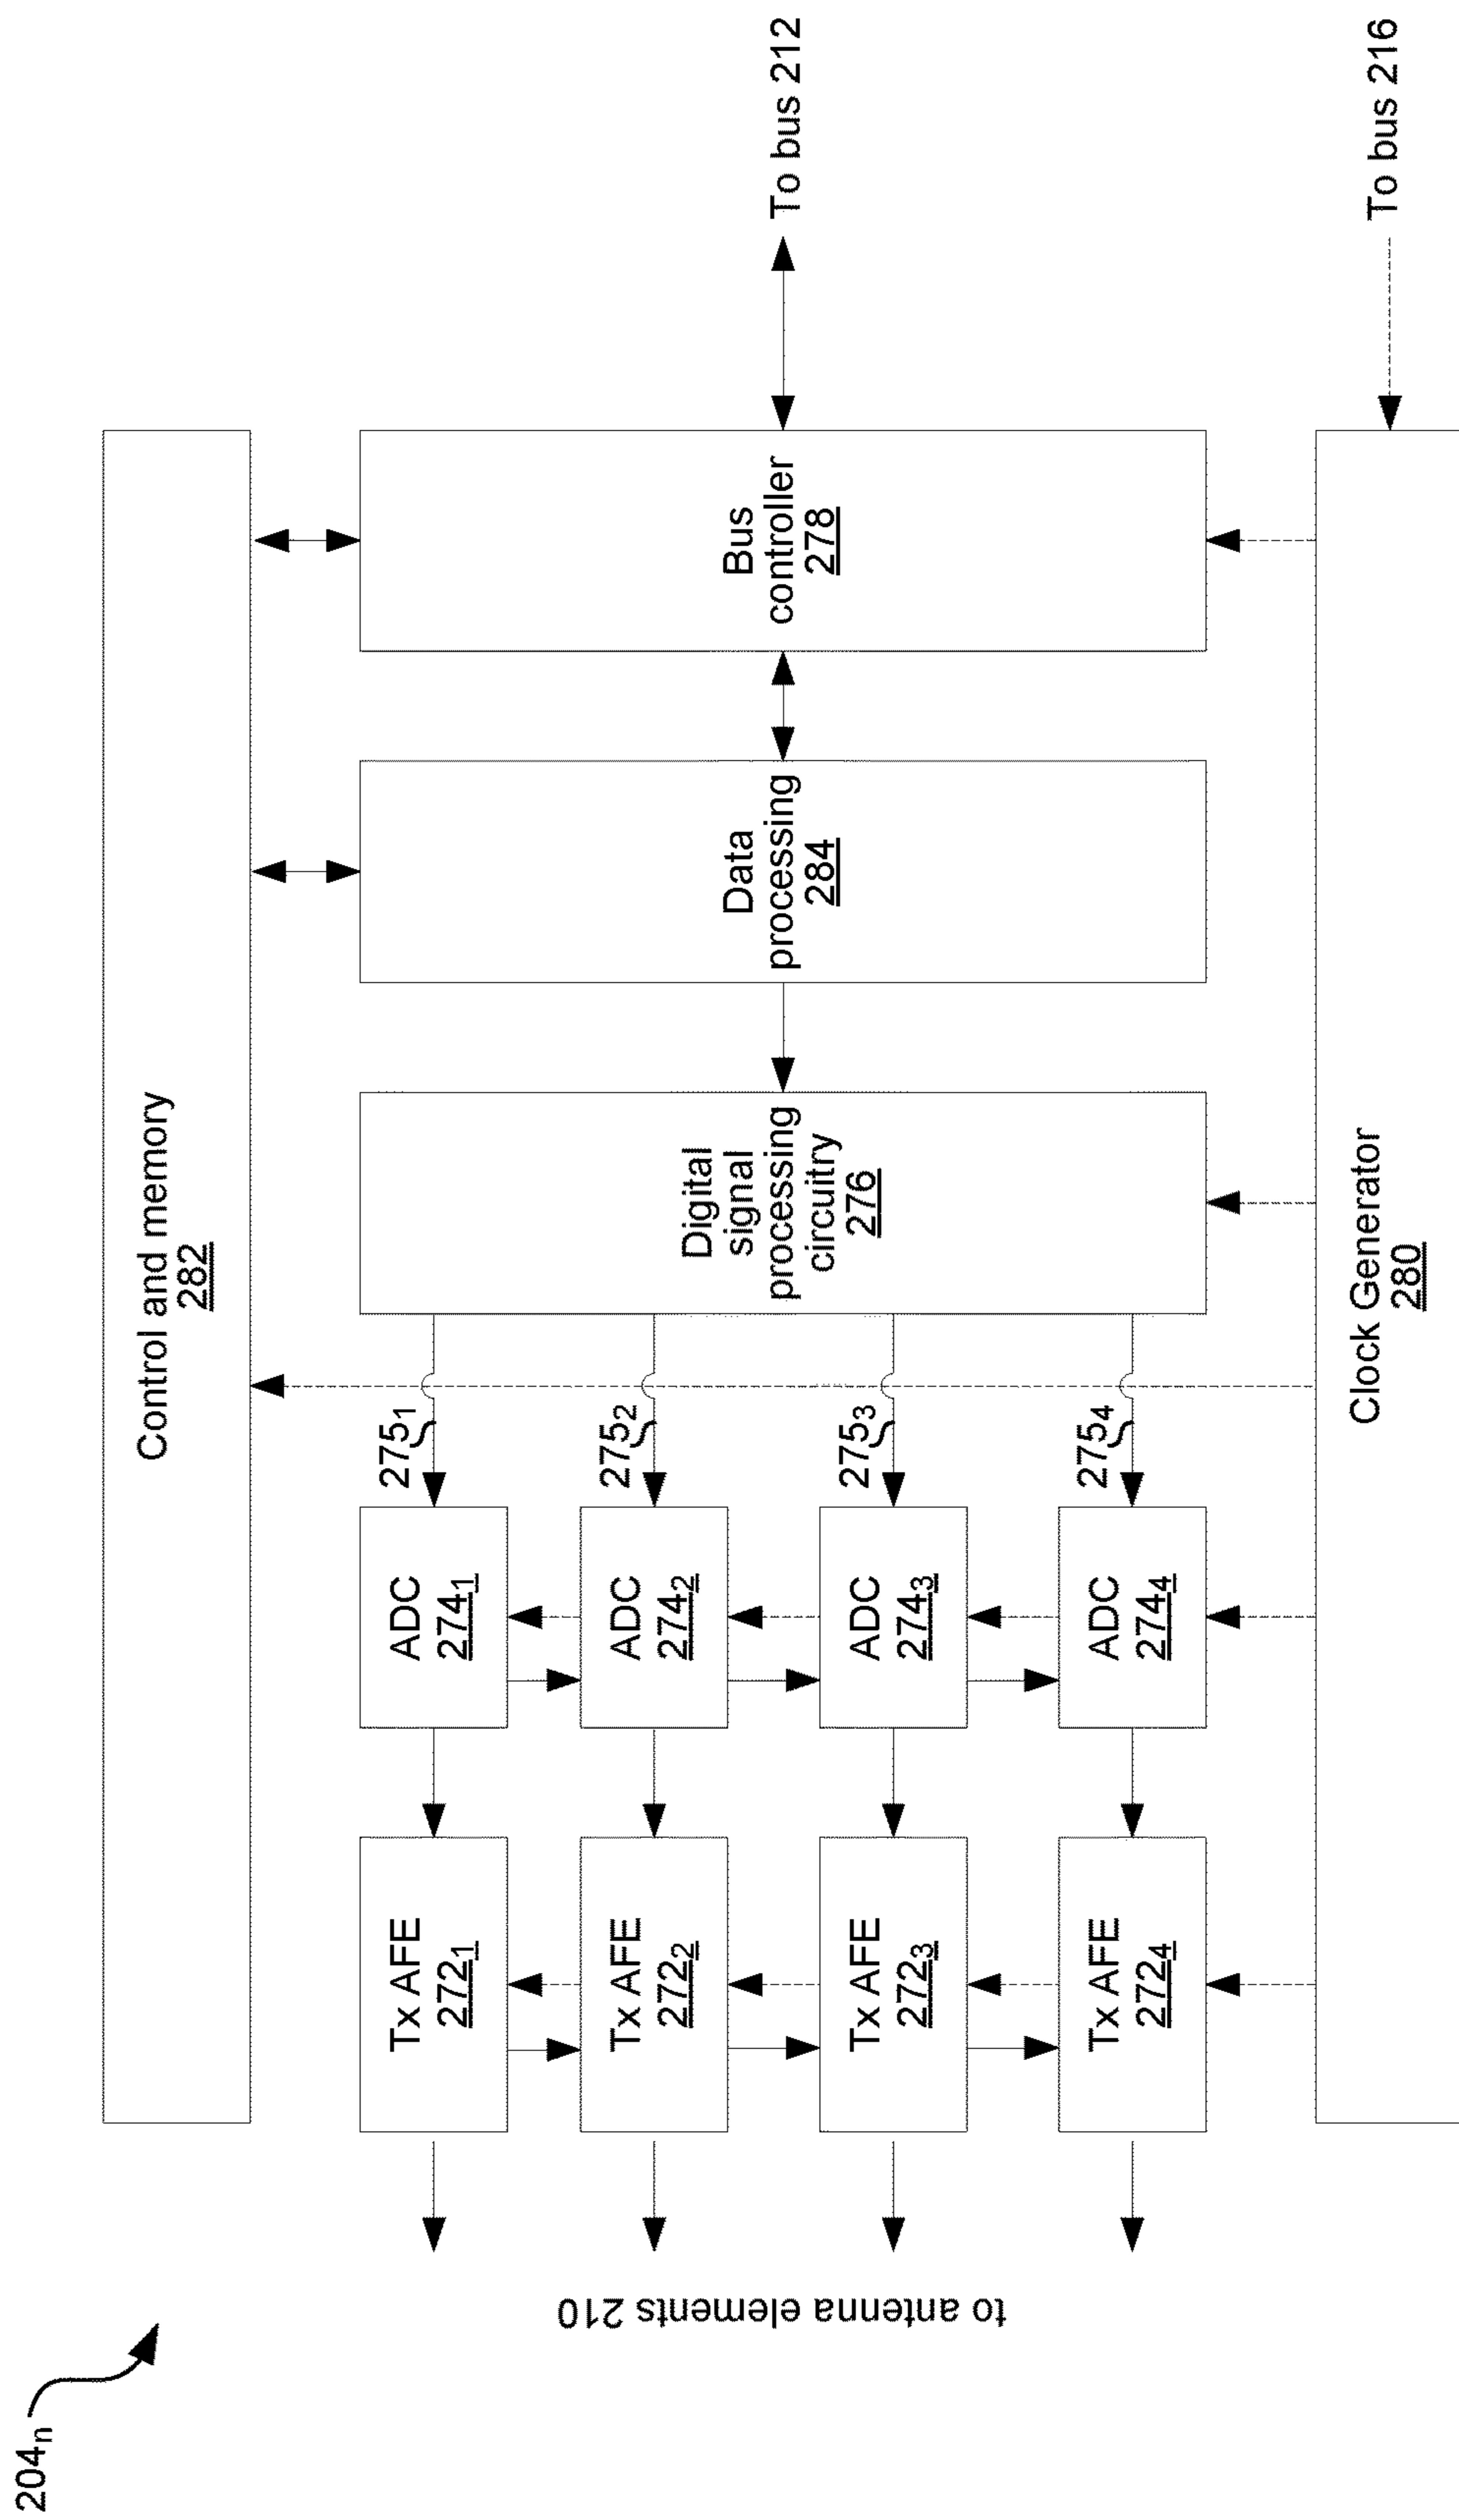 204n
Control and memory
282
to antenna elements 210
Tx AFE
2721
ADC
2741
2751
Tx AFE
2722
ADC
2742
2752
Tx AFE
2723
ADC
2743
2753
Tx AFE
2724
ADC
2744
2754
Digital
signal
processing
circuitry
276
Data
processing
284
Bus
controller
278
To bus 212
Clock Generator
280
To bus 216